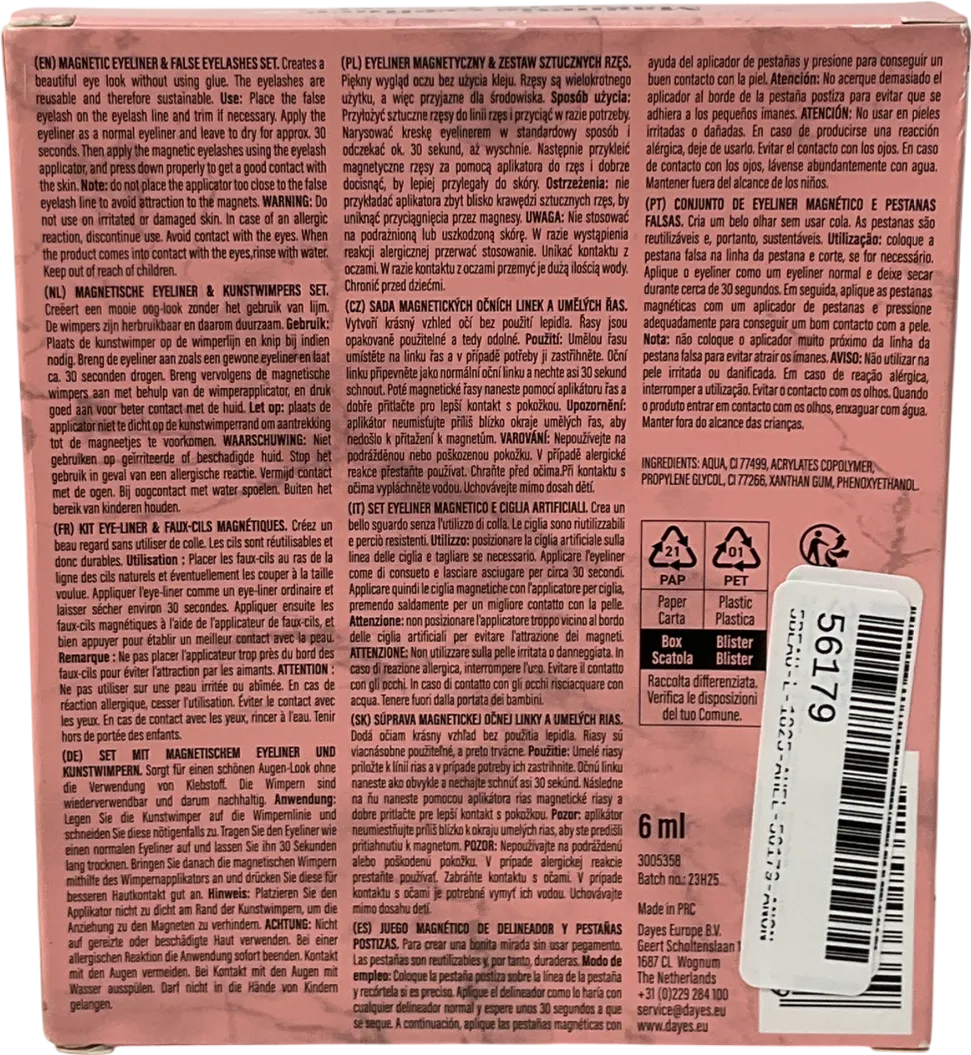 (EN) MAGNETIC EYELINER & FALSE EYELASHES SET. Creates a
beautiful eye look without using glue. The eyelashes are
reusable and therefore sustainable. Use: Place the false
eyelash on the eyelash line and trim if necessary. Apply the
eyeliner as a normal eyeliner and leave to dry for approx. 30
seconds. Then apply the magnetic eyelashes using the eyelash
applicator, and press down properly to get a good contact with
the skin. Note: do not place the applicator too close to the false
eyelash line to avoid attraction to the magnets. WARNING: Do
not use on irritated or damaged skin. In case of an allergic
reaction, discontinue use. Avoid contact with the eyes. When
the product comes into contact with the eyes,rinse with water.
Keep out of reach of children.
(NL) MAGNETISCHE EYELINER & KUNSTWIMPERS SET.
Creëert een mooie oog-look zonder het gebruik van lijm.
De wimpers zijn herbruikbaar en daarom duurzaam. Gebruik:
Plaats de kunstwimper op de wimperlijn en knip bij indien
nodig. Breng de eyeliner aan zoals een gewone eyeliner en laat
ca. 30 seconden drogen. Breng vervolgens de magnetische
wimpers aan met behulp van de wimperapplicator, en druk
goed aan voor beter contact met de huid. Let op: plaats de
applicator niet te dicht op de kunstwimperrand om aantrekking
tot de magneetjes te voorkomen. WAARSCHUWING: Niet
gebruiken op geïrriteerde of beschadigde huid. Stop het
gebruik in geval van een allergische reactie. Vermijd contact
met de ogen. Bij oogcontact met water spoelen. Buiten het
bereik van kinderen houden.
(FR) KIT EYE-LINER & FAUX-CILS MAGNÉTIQUES. Créez un
beau regard sans utiliser de colle. Les cils sont réutilisables et
donc durables. Utilisation : Placer les faux-cils au ras de la
ligne des cils naturels et éventuellement les couper à la taille
voulue. Appliquer l'eye-liner comme un eye-liner ordinaire et
laisser sécher environ 30 secondes. Appliquer ensuite les
faux-cils magnétiques à l'aide de l'applicateur de faux-cils, et
bien appuyer pour établir un meilleur contact avec la peau.
Remarque : Ne pas placer l'applicateur trop près du bord des
faux-cils pour éviter l'attraction par les aimants. ATTENTION :
Ne pas utiliser sur une peau irritée ou abîmée. En cas de
réaction allergique, cesser l'utilisation. Éviter le contact avec
les yeux. En cas de contact avec les yeux, rincer à l'eau. Tenir
hors de portée des enfants.
(DE) SET MIT MAGNETISCHEM EYELINER UND
KUNSTWIMPERN. Sorgt für einen schönen Augen-Look ohne
die Verwendung von Klebstoff. Die Wimpern sind
wiederverwendbar und darum nachhaltig. Anwendung:
Legen Sie die Kunstwimper auf die Wimpernlinie und
schneiden Sie diese nötigenfalls zu. Tragen Sie den Eyeliner wie
einen normalen Eyeliner auf und lassen Sie ihn 30 Sekunden
lang trocknen. Bringen Sie danach die magnetischen Wimpern
mithilfe des Wimpernapplikators an und drücken Sie diese für
besseren Hautkontakt gut an. Hinweis: Platzieren Sie den
Applikator nicht zu dicht am Rand der Kunstwimpern, um die
Anziehung zu den Magneten zu verhindern. ACHTUNG: Nicht
auf gereizte oder beschädigte Haut verwenden. Bei einer
allergischen Reaktion die Anwendung sofort beenden. Kontakt
mit den Augen vermeiden. Bei Kontakt mit den Augen mit
Wasser ausspülen. Darf nicht in die Hände von Kindern
gelangen.
(PL) EYELINER MAGNETYCZNY & ZESTAW SZTUCZNYCH RZĘS.
Piękny wygląd oczu bez użycia kleju. Rzęsy są wielokrotnego
użytku, a więc przyjazne dla środowiska. Sposób użycia:
Przyłożyć sztuczne rzęsy do linii rzęs i przyciąć w razie potrzeby.
Narysować kreskę eyelinerem w standardowy sposób i
odczekać ok. 30 sekund, aż wyschnie. Następnie przykleić
magnetyczne rzęsy za pomocą aplikatora do rzęs i dobrze
docisnąć, by lepiej przylegały do skóry. Ostrzeżenia: nie
przykładać aplikatora zbyt blisko krawędzi sztucznych rzęs, by
uniknąć przyciągnięcia przez magnesy. UWAGA: Nie stosować
na podrażnioną lub uszkodzoną skórę. W razie wystąpienia
reakcji alergicznej przerwać stosowanie. Unikać kontaktu z
oczami. W razie kontaktu z oczami przemyć je dużą ilością wody.
Chronić przed dziećmi.
(CZ) SADA MAGNETICKÝCH OČNÍCH LINEK A UMĚLÝCH ŘAS.
Vytvoří krásný vzhled očí bez použití lepidla. Řasy jsou
opakovaně použitelné a tedy odolné. Použití: Umělou řasu
umístěte na linku řas a v případě potřeby ji zastřihněte. Oční
linku připevněte jako normální oční linku a nechte asi 30 sekund
schnout. Poté magnetické řasy naneste pomocí aplikátoru řas a
dobře přitlačte pro lepší kontakt s pokožkou. Upozornění:
aplikátor neumisťujte příliš blízko okraje umělých řas, aby
nedošlo k přitažení k magnetům. VAROVÁNÍ: Nepoužívejte na
podrážděnou nebo poškozenou pokožku. V případě alergické
reakce přestaňte používat. Chraňte před očima.Při kontaktu s
očima vypláchněte vodou. Uchovávejte mimo dosah dětí.
(IT) SET EYELINER MAGNETICO E CIGLIA ARTIFICIALI. Crea un
bello sguardo senza l'utilizzo di colla. Le ciglia sono riutilizzabili
e perciò resistenti. Utilizzo: posizionare la ciglia artificiale sulla
linea delle ciglia e tagliare se necessario. Applicare l'eyeliner
come di consueto e lasciare asciugare per circa 30 secondi.
Applicare quindi le ciglia magnetiche con l'applicatore per ciglia,
premendo saldamente per un migliore contatto con la pelle.
Attenzione: non posizionare l'applicatore troppo vicino al bordo
delle ciglia artificiali per evitare l'attrazione dei magneti.
ATTENZIONE: Non utilizzare sulla pelle irritata o danneggiata. In
caso di reazione allergica, interrompere l'uso. Evitare il contatto
con gli occhi. In caso di contatto con gli occhi risciacquare con
acqua. Tenere fuori dalla portata dei bambini.
(SK) SÚPRAVA MAGNETICKEJ OČNEJ LINKY A UMELÝCH RIAS.
Dodá očiam krásny vzhľad bez použitia lepidla. Riasy sú
viacnásobne použiteľné, a preto trvácne. Použitie: Umelé riasy
priložte k línii rias a v prípade potreby ich zastrihnite. Očnú linku
naneste ako obvykle a nechajte schnúť asi 30 sekúnd. Následne
na ňu naneste pomocou aplikátora rias magnetické riasy a
dobre pritlačte pre lepší kontakt s pokožkou. Pozor: aplikátor
neumiestňujte príliš blízko k okraju umelých rias, aby ste predišli
pritiahnutiu k magnetom. POZOR: Nepoužívajte na podráždenú
alebo poškodenú pokožku. V prípade alergickej reakcie
prestaňte používať. Zabráňte kontaktu s očami. V prípade
kontaktu s očami je potrebné vymyť ich vodou. Uchovávajte
mimo dosahu detí.
(ES) JUEGO MAGNÉTICO DE DELINEADOR Y PESTAÑAS
POSTIZAS. Para crear una bonita mirada sin usar pegamento.
Las pestañas son reutilizables y, por tanto, duraderas. Modo de
empleo: Coloque la pestaña postiza sobre la línea de la pestaña
y recórtela si es preciso. Aplique el delineador como lo haría con
cualquier delineador normal y espere unos 30 segundos a que
se seque. A continuación, aplique las pestañas magnéticas con
ayuda del aplicador de pestañas y presione para conseguir un
buen contacto con la piel. Atención: No acerque demasiado el
aplicador al borde de la pestaña postiza para evitar que se
adhiera a los pequeños imanes. ATENCIÓN: No usar en pieles
irritadas o dañadas. En caso de producirse una reacción
alérgica, deje de usarlo. Evitar el contacto con los ojos. En caso
de contacto con los ojos, lávense abundantemente con agua.
Mantener fuera del alcance de los niños.
(PT) CONJUNTO DE EYELINER MAGNÉTICO E PESTANAS
FALSAS. Cria um belo olhar sem usar cola. As pestanas são
reutilizáveis e, portanto, sustentáveis. Utilização: coloque a
pestana falsa na linha da pestana e corte, se for necessário.
Aplique o eyeliner como um eyeliner normal e deixe secar
durante cerca de 30 segundos. Em seguida, aplique as pestanas
magnéticas com um aplicador de pestanas e pressione
adequadamente para conseguir um bom contacto com a pele.
Nota: não coloque o aplicador muito próximo da linha da
pestana falsa para evitar atrair os ímanes. AVISO: Não utilizar na
pele irritada ou danificada. Em caso de reação alérgica,
interromper a utilização. Evitar o contacto com os olhos. Quando
o produto entrar em contacto com os olhos, enxaguar com água.
Manter fora do alcance das crianças.
INGREDIENTS: AQUA, CI 77499, ACRYLATES COPOLYMER,
PROPYLENE GLYCOL, CI 77266, XANTHAN GUM, PHENOXYETHANOL.
21 01
PAP PET
Paper Plastic
Carta Plastica
Box Blister
Scatola Blister
Raccolta differenziata.
Verifica le disposizioni
del tuo Comune.
56179
6 ml
3005358
Batch no.: 23H25
Made in PRC
Dayes Europe B.V.
Geert Scholtenslaan 1
1687 CL Wognum
The Netherlands
+31 (0)229 284 100
service@dayes.eu
www.dayes.eu